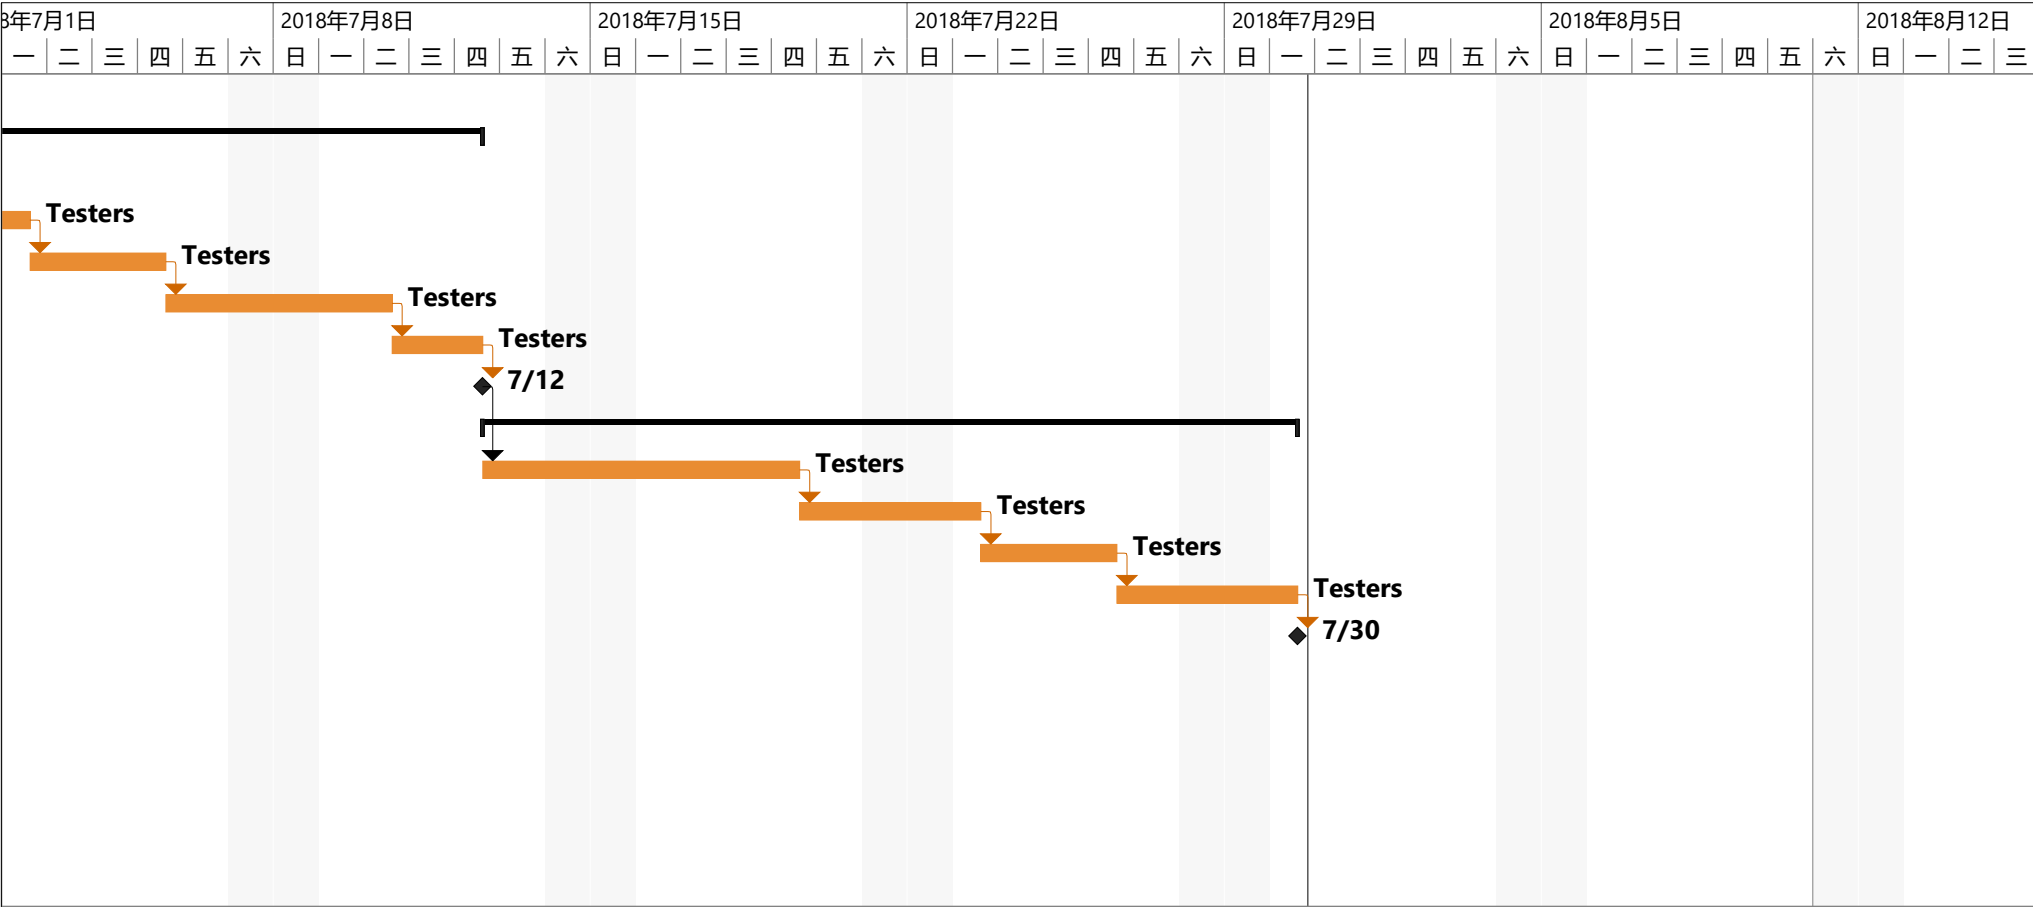 8年7月1日 2018年7月8日 2018年7月15日 2018年7月22日 2018年7月29日 2018年8月5日 2018年8月12日
一 二 三 四 五 六 日 一 二 三 四 五 六 日 一 二 三 四 五 六 日 一 二 三 四 五 六 日 一 二 三 四 五 六 日 一 二 三 四 五 六 日 一 二 三
Testers
Testers
Testers
Testers
7/12
Testers
Testers
Testers
Testers
7/30